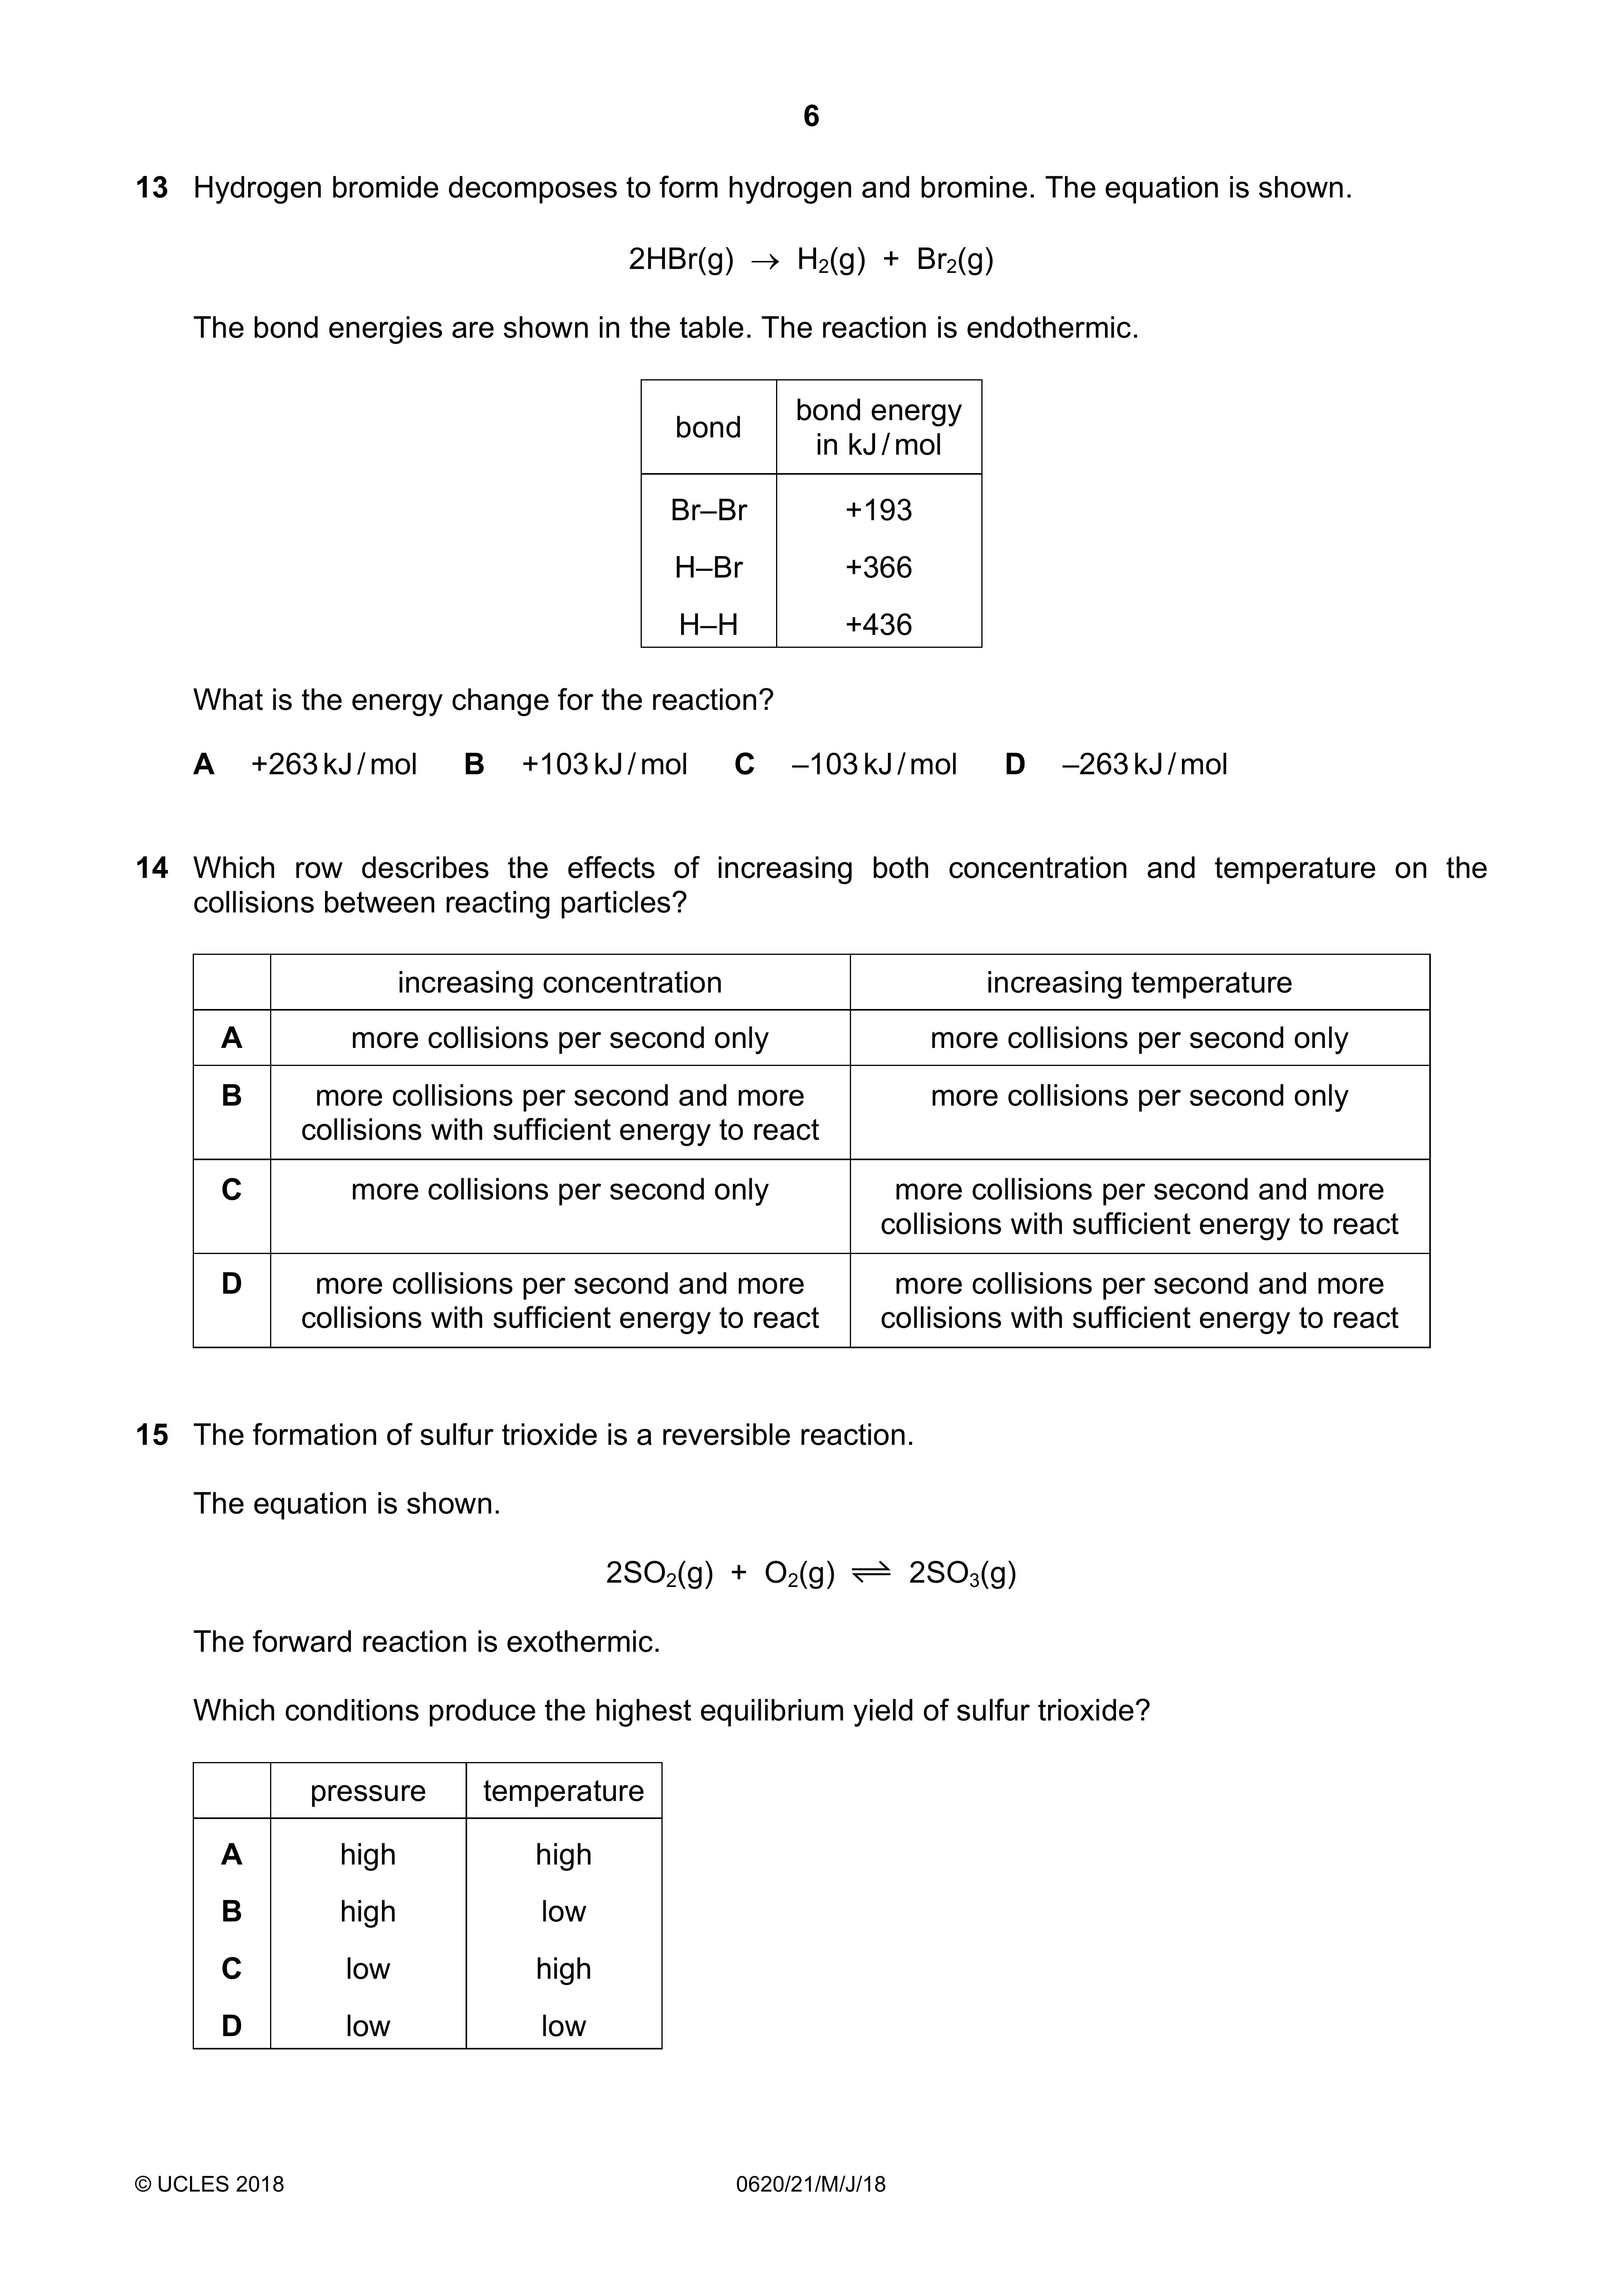 6
13 Hydrogen bromide decomposes to form hydrogen and bromine. The equation is shown.
2HBr(g) → H₂(g) + Br₂(g)
The bond energies are shown in the table. The reaction is endothermic.
bond bond energy in kJ / mol
Br–Br +193
H–Br +366
H–H +436
What is the energy change for the reaction?
A +263 kJ / mol B +103 kJ / mol C –103 kJ / mol D –263 kJ / mol
14 Which row describes the effects of increasing both concentration and temperature on the
collisions between reacting particles?
increasing concentration increasing temperature
A more collisions per second only more collisions per second only
B more collisions per second and more collisions with sufficient energy to react more collisions per second only
C more collisions per second only more collisions per second and more collisions with sufficient energy to react
D more collisions per second and more collisions with sufficient energy to react more collisions per second and more collisions with sufficient energy to react
15 The formation of sulfur trioxide is a reversible reaction.
The equation is shown.
2SO₂(g) + O₂(g) ⇌ 2SO₃(g)
The forward reaction is exothermic.
Which conditions produce the highest equilibrium yield of sulfur trioxide?
pressure temperature
A high high
B high low
C low high
D low low
© UCLES 2018 0620/21/M/J/18